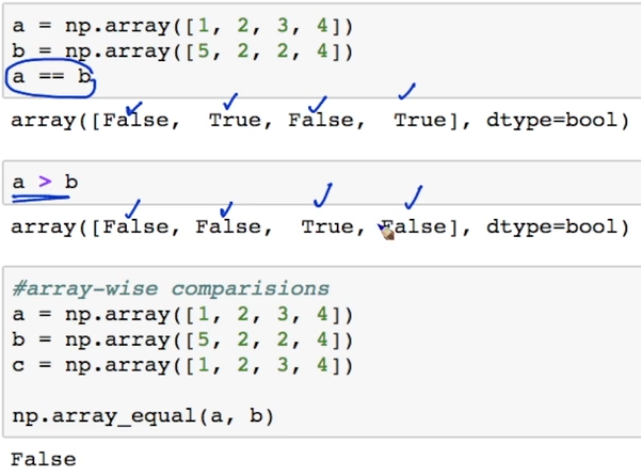 a = np.array([1, 2, 3, 4])
b = np.array([5, 2, 2, 4])
a == b
array([False,  True, False,  True], dtype=bool)
a > b
array([False, False,  True, False], dtype=bool)
#array-wise comparisions
a = np.array([1, 2, 3, 4])
b = np.array([5, 2, 2, 4])
c = np.array([1, 2, 3, 4])
np.array_equal(a, b)
False